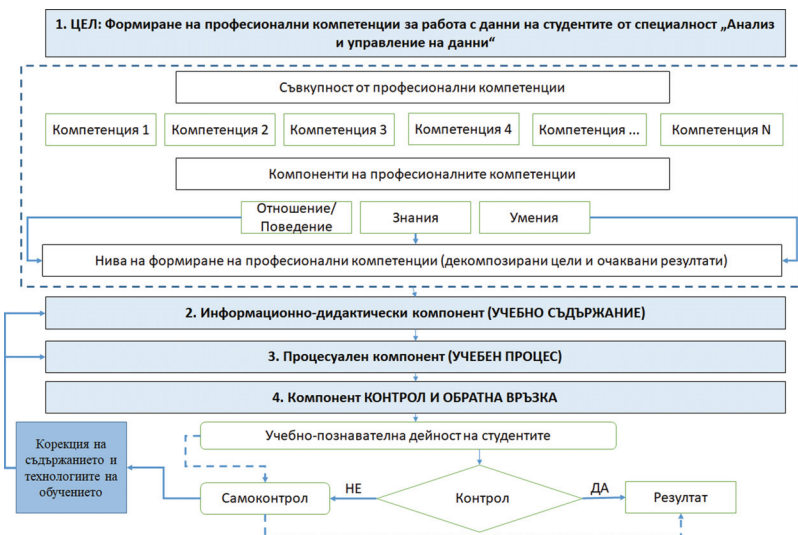 1. ЦЕЛ: Формиране на професионални компетенции за работа с данни на студентите от специалност „Анализ
и управление на данни“
Съвкупност от професионални компетенции
Компетенция 1
Компетенция 2
Компетенция 3
Компетенция 4
Компетенция ...
Компетенция N
Компоненти на професионалните компетенции
Отношение/
Поведение
Знания
Умения
Нива на формиране на професионални компетенции (декомпозирани цели и очаквани резултати)
2. Информационно-дидактически компонент (УЧЕБНО СЪДЪРЖАНИЕ)
3. Процесуален компонент (УЧЕБЕН ПРОЦЕС)
4. Компонент КОНТРОЛ И ОБРАТНА ВРЪЗКА
Учебно-познавателна дейност на студентите
Корекция на
съдържанието и
технологиите на
обучението
Самоконтрол
НЕ
Контрол
ДА
Резултат